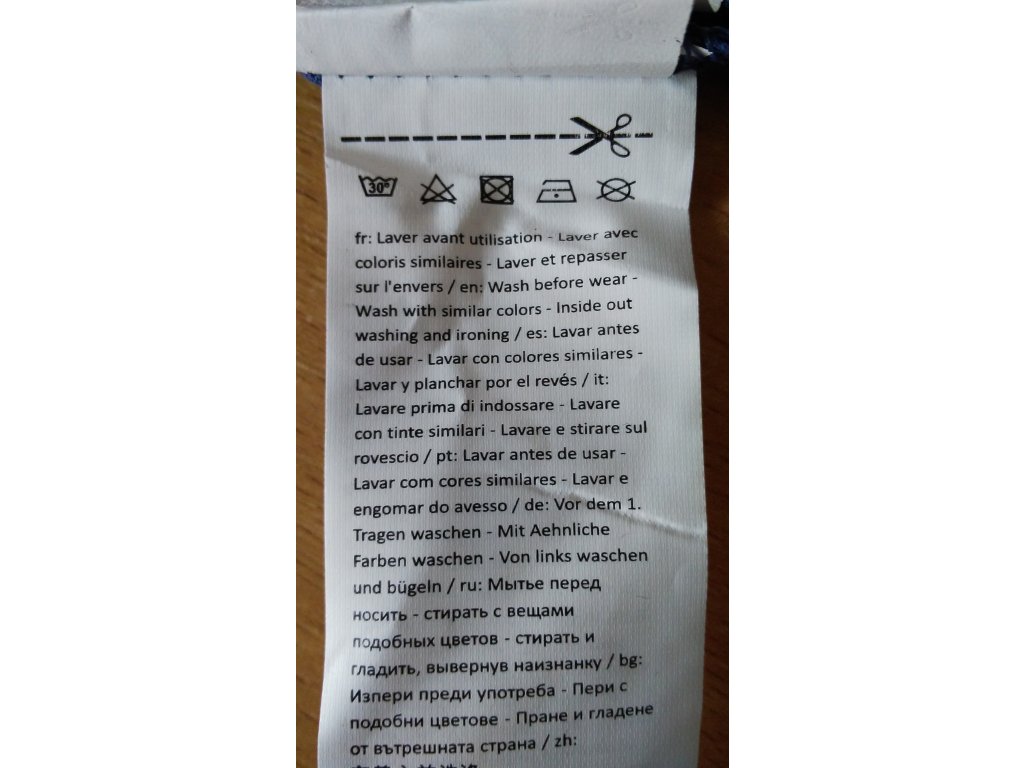 30°
fr: Laver avant utilisation - Laver avec
coloris similaires - Laver et repasser
sur l'envers / en: Wash before wear -
Wash with similar colors - Inside out
washing and ironing / es: Lavar antes
de usar - Lavar con colores similares -
Lavar y planchar por el revés / it:
Lavare prima di indossare - Lavare
con tinte similari - Lavare e stirare sul
rovescio / pt: Lavar antes de usar -
Lavar com cores similares - Lavar e
engomar do avesso / de: Vor dem 1.
Tragen waschen - Mit Aehnliche
Farben waschen - Von links waschen
und bügeln / ru: Мытье перед
носить - стирать с вещами
подобных цветов - стирать и
гладить, вывернув наизнанку / bg:
Изпери преди употреба - Пери с
подобни цветове - Пране и гладене
от вътрешната страна / zh: